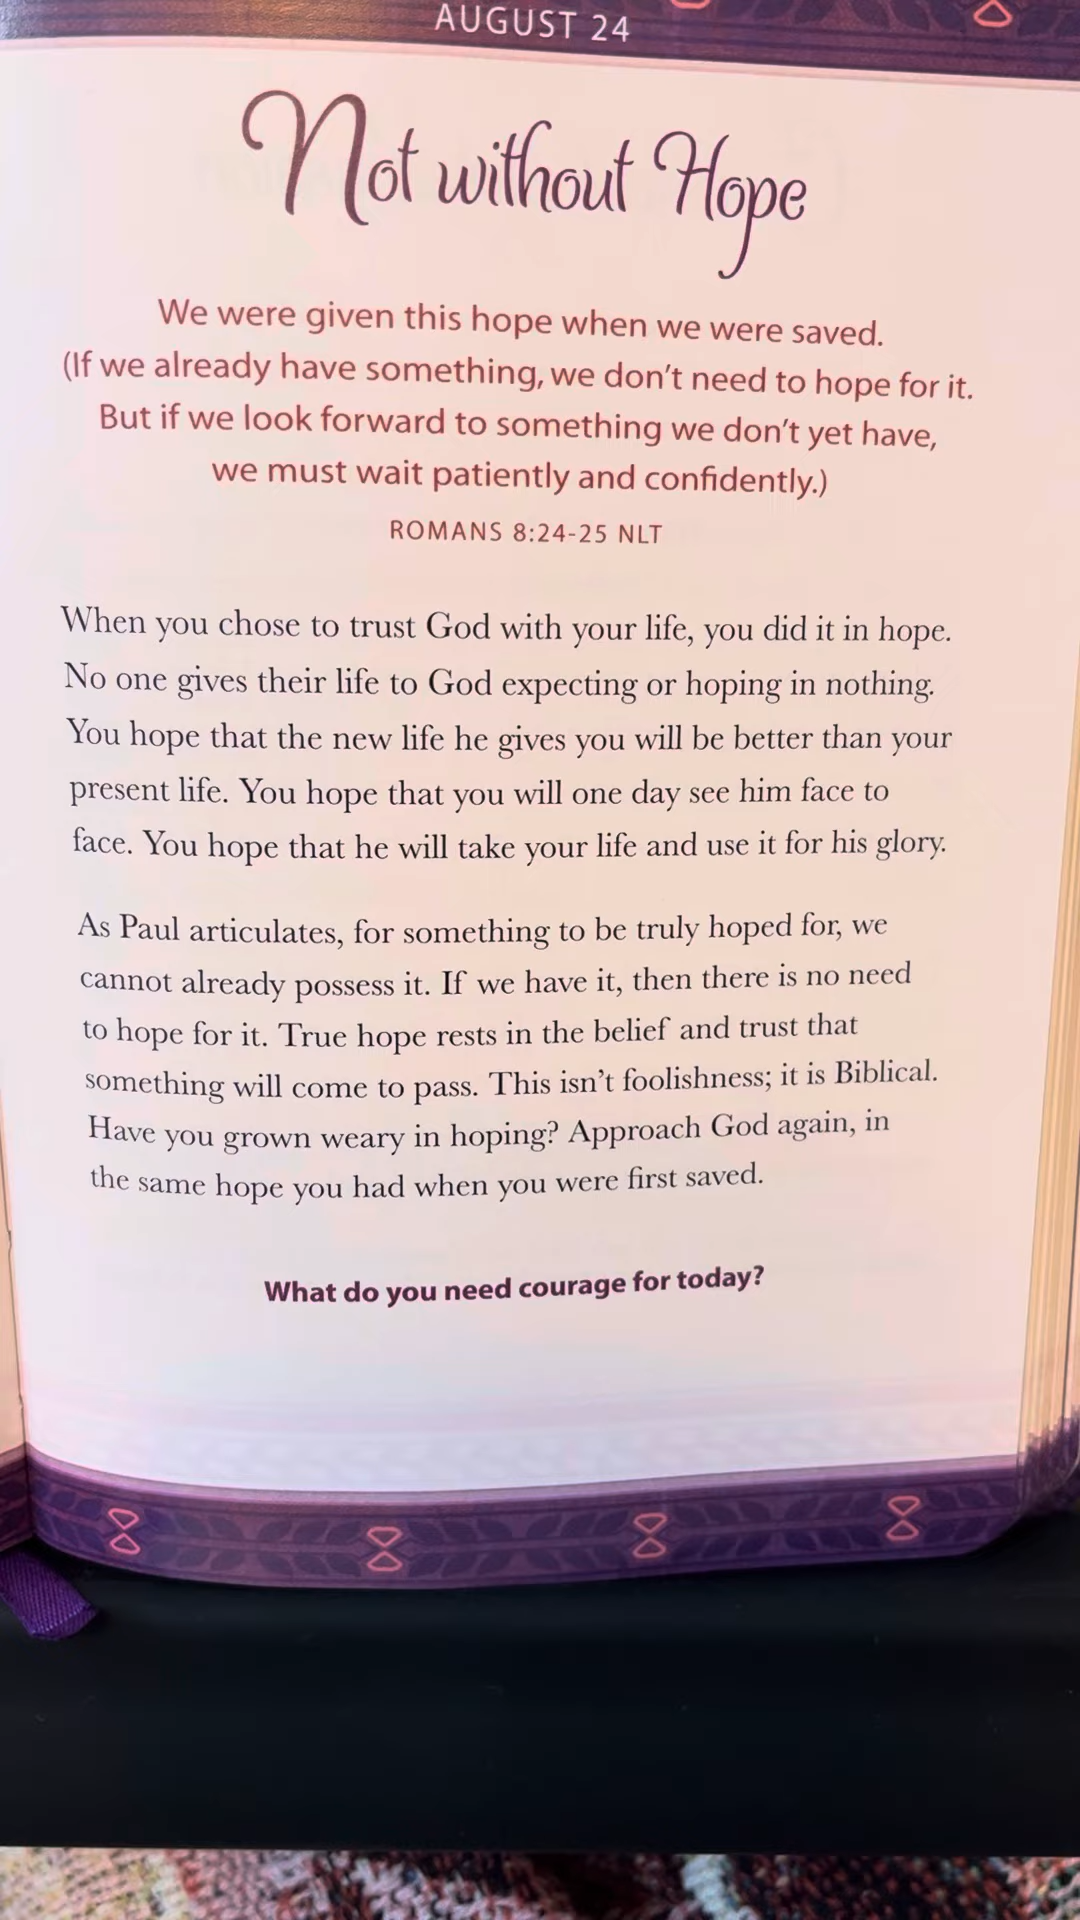 AUGUST 24
Not without Hope
We were given this hope when we were saved.
(If we already have something, we don't need to hope for it.
But if we look forward to something we don't yet have,
we must wait patiently and confidently.)
ROMANS 8:24-25 NLT
When you chose to trust God with your life, you did it in hope.
No one gives their life to God expecting or hoping in nothing.
You hope that the new life he gives you will be better than your
present life. You hope that you will one day see him face to
face. You hope that he will take your life and use it for his glory.
As Paul articulates, for something to be truly hoped for, we
cannot already possess it. If we have it, then there is no need
to hope for it. True hope rests in the belief and trust that
something will come to pass. This isn't foolishness; it is Biblical.
Have you grown weary in hoping? Approach God again, in
the same hope you had when you were first saved.
What do you need courage for today?